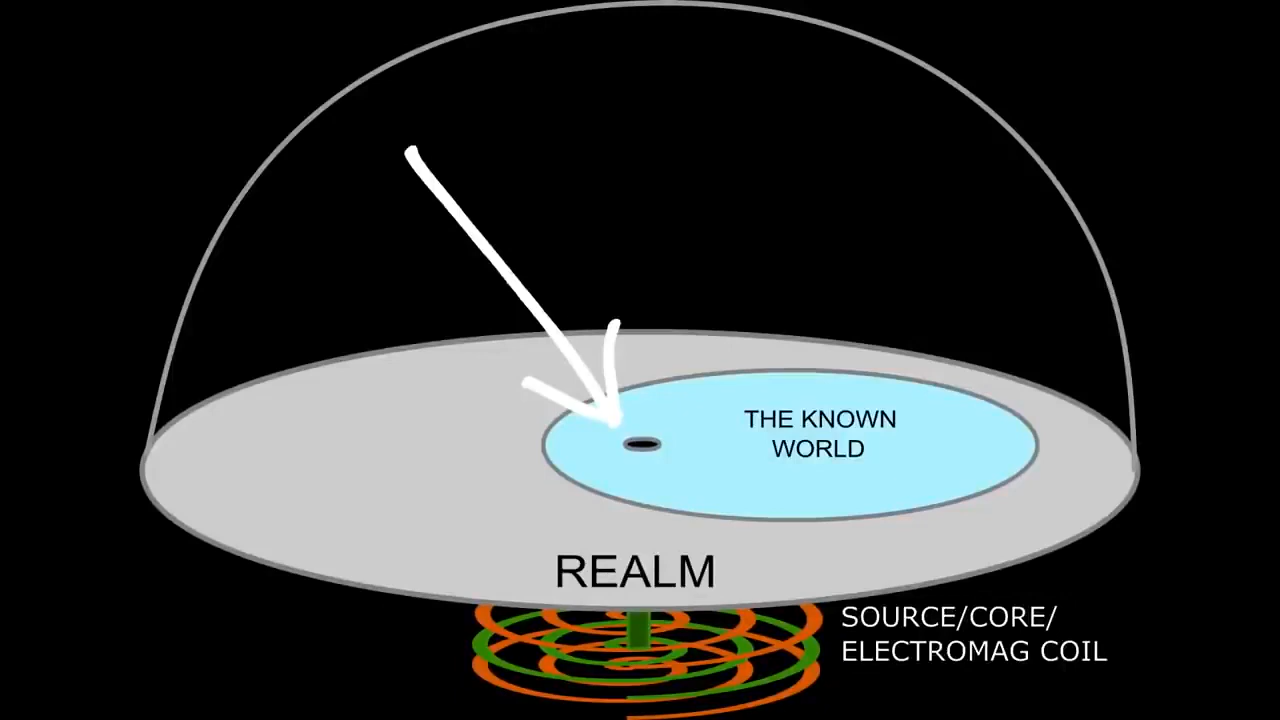 THE KNOWN
WORLD
REALM
SOURCE/CORE/
ELECTROMAG COIL